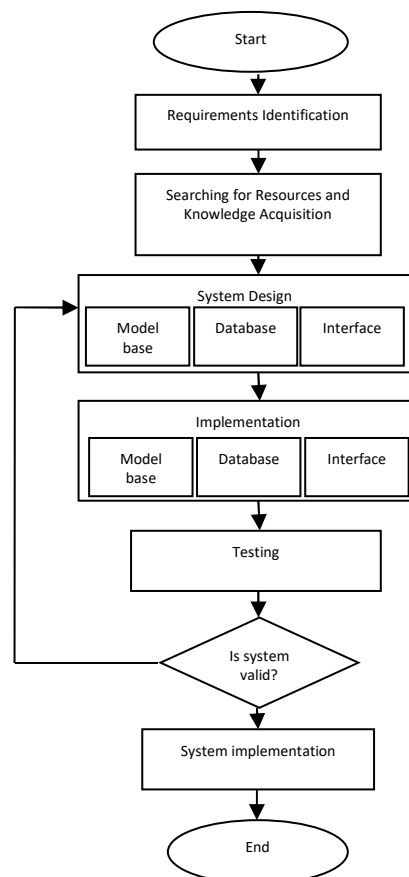 Start
Requirements Identification
Searching for Resources and
Knowledge Acquisition
System Design
Model
base
Database
Interface
Implementation
Model
base
Database
Interface
Testing
Is system
valid?
System implementation
End